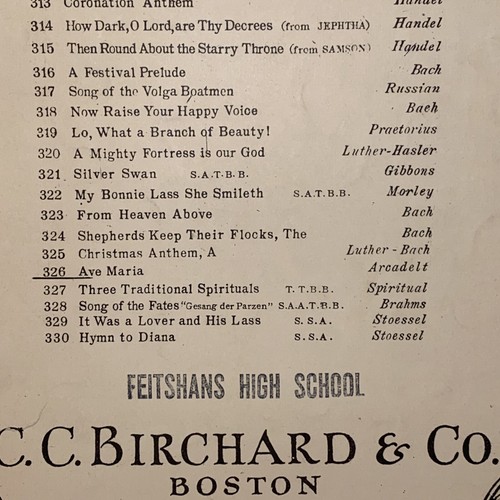 313 Coronation Anthem Handel
314 How Dark, O Lord, are Thy Decrees (from JEPHTHA) Handel
315 Then Round About the Starry Throne (from SAMSON) Handel
316 A Festival Prelude Bach
317 Song of the Volga Boatmen Russian
318 Now Raise Your Happy Voice Bach
319 Lo, What a Branch of Beauty! Praetorius
320 A Mighty Fortress is our God Luther-Hasler
321 Silver Swan S.A.T.B.B. Gibbons
322 My Bonnie Lass She Smileth S.A.T.B.B. Morley
323 From Heaven Above Bach
324 Shepherds Keep Their Flocks, The Bach
325 Christmas Anthem, A Luther-Bach
326 Ave Maria Arcadelt
327 Three Traditional Spirituals T.T.B.B. Spiritual
328 Song of the Fates "Gesang der Parzen" S.A.A.T.B.B. Brahms
329 It Was a Lover and His Lass S.S.A. Stoessel
330 Hymn to Diana S.S.A. Stoessel
FEITSHANS HIGH SCHOOL
C. C. BIRCHARD & CO.
BOSTON